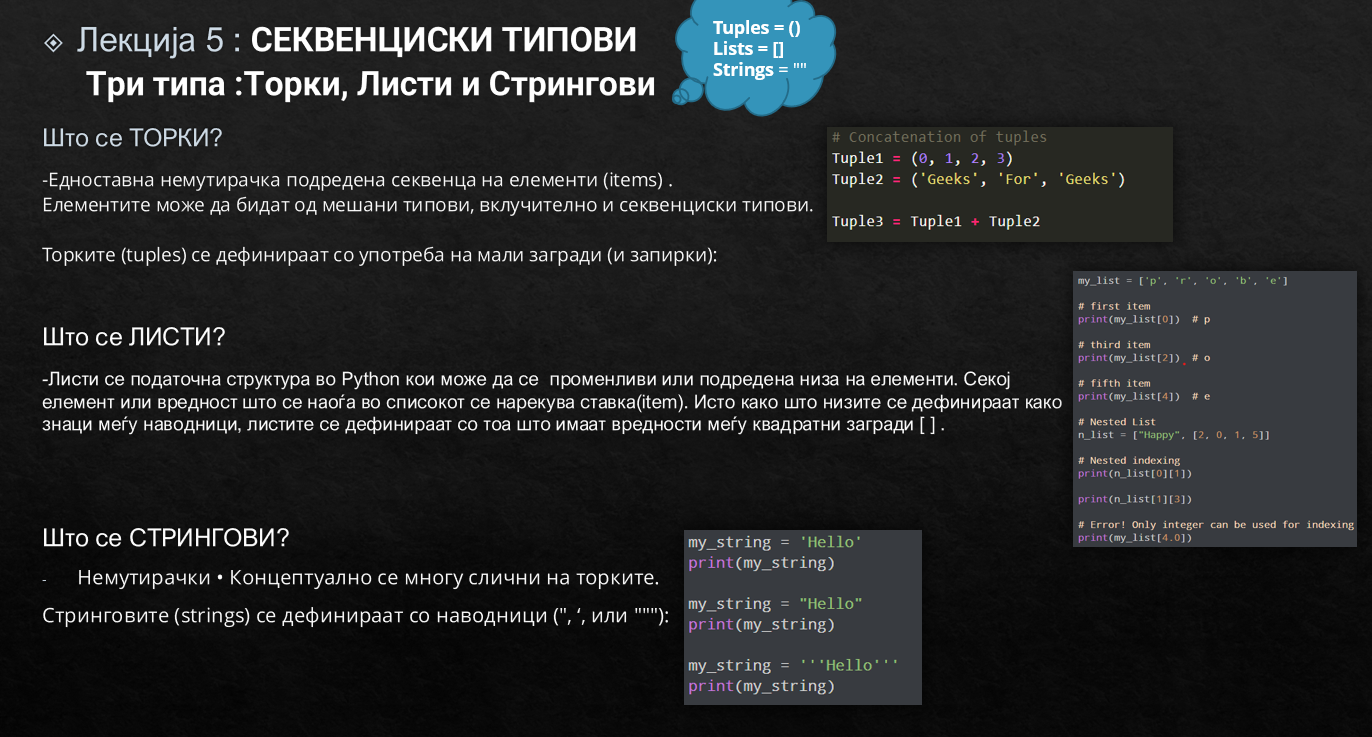 Лекција 5 : СЕКВЕНЦИСКИ ТИПОВИ
Три типа :Торки, Листи и Стрингови
Tuples = ()
Lists = []
Strings = ""
Што се ТОРКИ?
-Едноставна немутирачка подредена секвенца на елементи (items) .
Елементите може да бидат од мешани типови, вклучително и секвенциски типови.
Торките (tuples) се дефинираат со употреба на мали загради (и запирки):
# Concatenation of tuples
Tuple1 = (0, 1, 2, 3)
Tuple2 = ('Geeks', 'For', 'Geeks')
Tuple3 = Tuple1 + Tuple2
Што се ЛИСТИ?
-Листи се податочна структура во Python кои може да се  променливи или подредена низа на елементи. Секој
елемент или вредност што се наоѓа во списокот се нарекува ставка(item). Исто како што низите се дефинираат како
знаци меѓу наводници, листите се дефинираат со тоа што имаат вредности меѓу квадратни загради [ ] .
my_list = ['p', 'r', 'o', 'b', 'e']
# first item
print(my_list[0])  # p
# third item
print(my_list[2])  # o
# fifth item
print(my_list[4])  # e
# Nested List
n_list = ["Happy", [2, 0, 1, 5]]
# Nested indexing
print(n_list[0][1])
print(n_list[1][3])
# Error! Only integer can be used for indexing
print(my_list[4.0])
Што се СТРИНГОВИ?
- Немутирачки • Концептуално се многу слични на торките.
Стринговите (strings) се дефинираат со наводници (", ‘, или """):
my_string = 'Hello'
print(my_string)
my_string = "Hello"
print(my_string)
my_string = '''Hello'''
print(my_string)